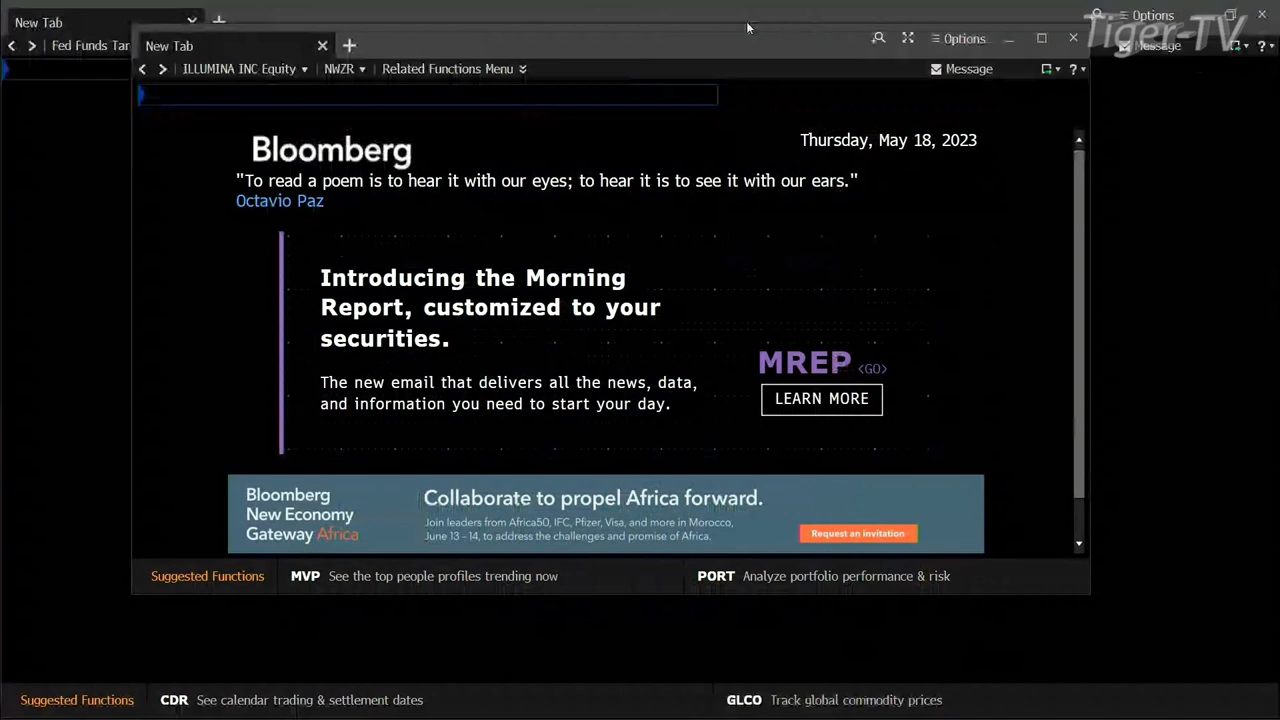 New Tab
Options
Tiger-TV
Fed Funds Tar
Message
?
New Tab
Options
ILLUMINA INC Equity
NWZR
Related Functions Menu
Message
?
Bloomberg
Thursday, May 18, 2023
"To read a poem is to hear it with our eyes; to hear it is to see it with our ears."
Octavio Paz
Introducing the Morning
Report, customized to your
securities.
MREP <GO>
The new email that delivers all the news, data,
and information you need to start your day.
LEARN MORE
Bloomberg
New Economy
Gateway Africa
Collaborate to propel Africa forward.
Join leaders from Africa50, IFC, Pfizer, Visa, and more in Morocco,
June 13 - 14, to address the challenges and promise of Africa.
Request an invitation
Suggested Functions
MVP See the top people profiles trending now
PORT Analyze portfolio performance & risk
Suggested Functions
CDR See calendar trading & settlement dates
GLCO Track global commodity prices